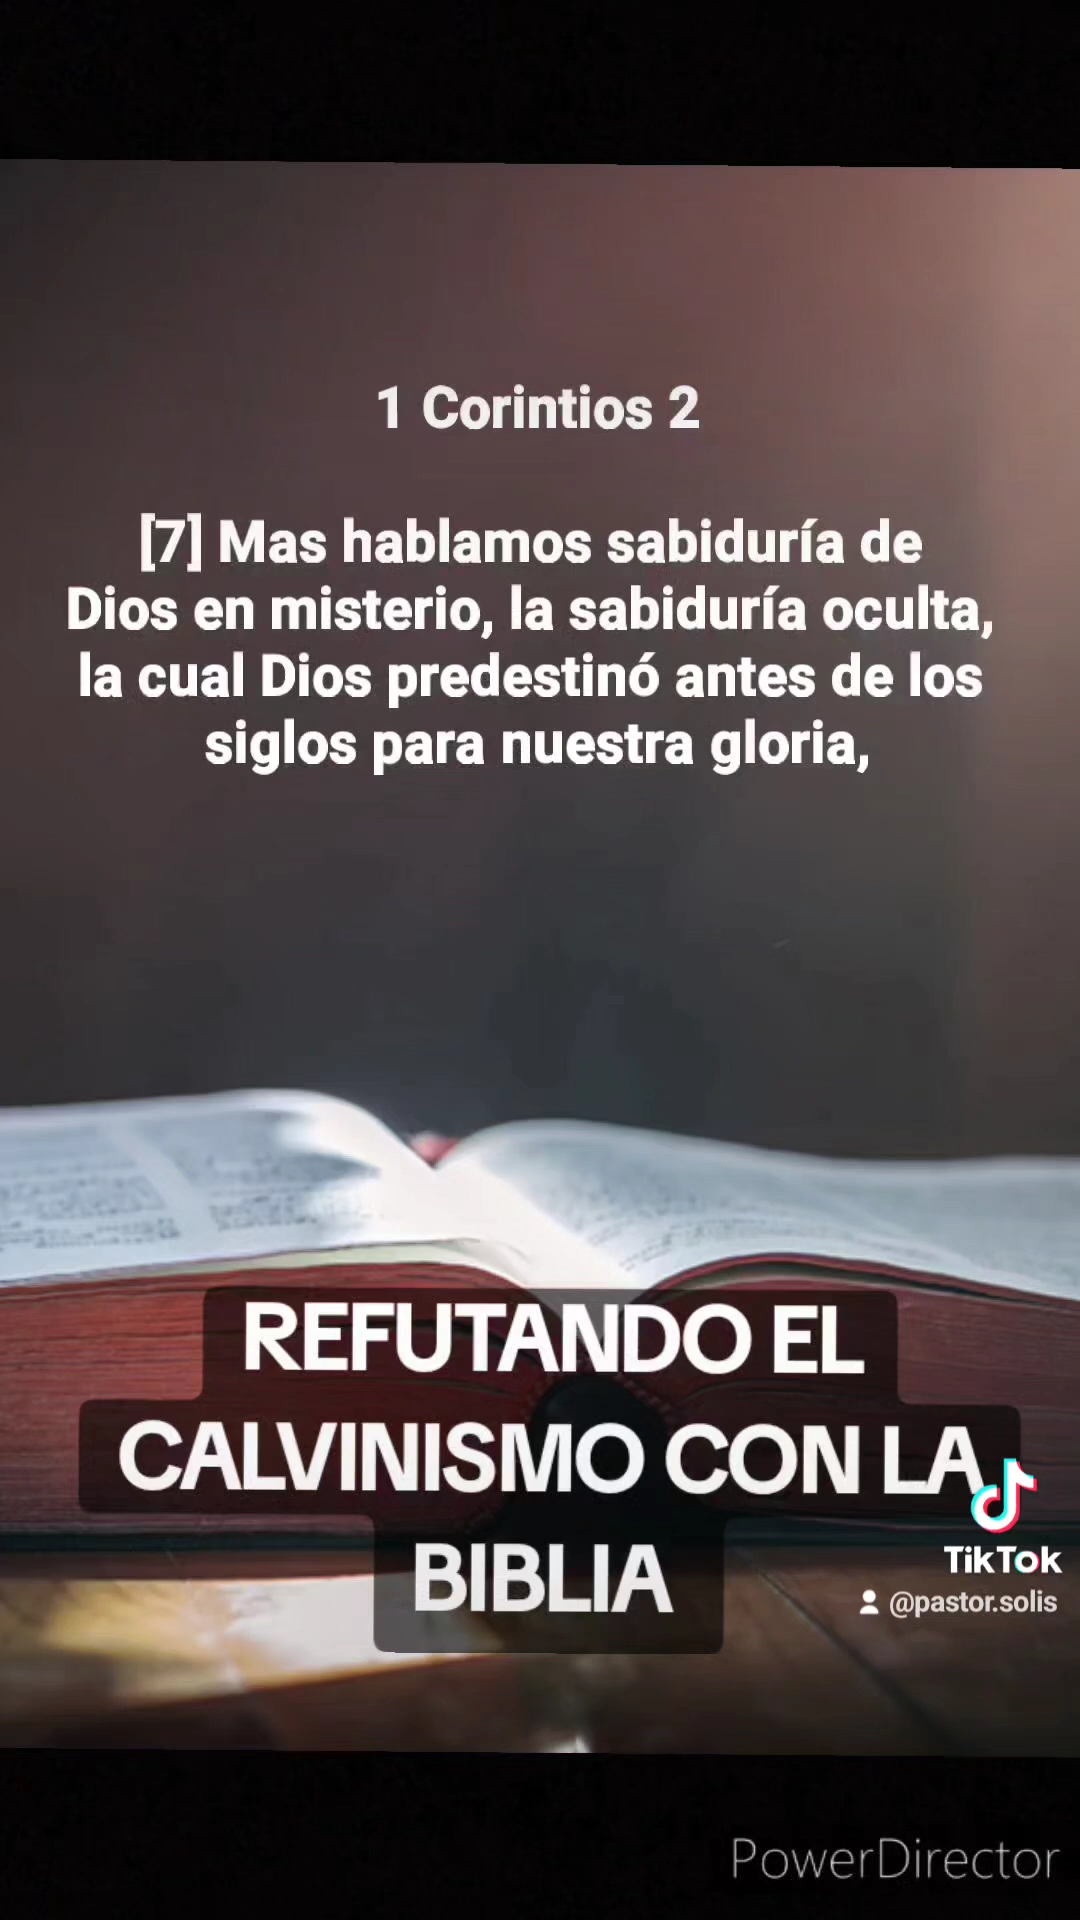 1 Corintios 2
[7] Mas hablamos sabiduría de
Dios en misterio, la sabiduría oculta,
la cual Dios predestinó antes de los
siglos para nuestra gloria,
REFUTANDO EL
CALVINISMO CON LA
BIBLIA
TikTok
@pastor.solis
PowerDirector